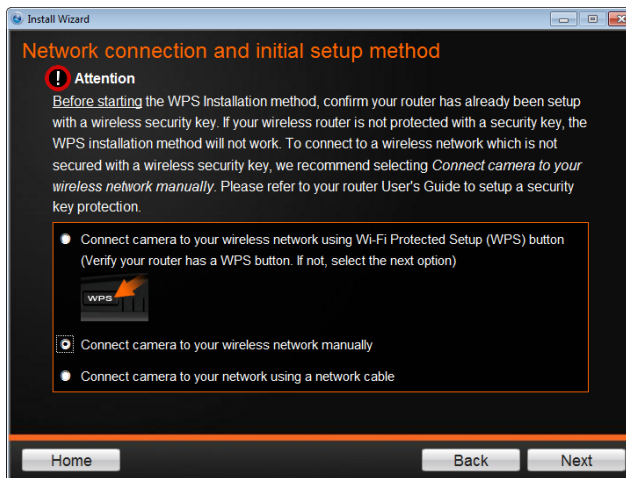 Install Wizard
Network connection and initial setup method
! Attention
Before starting the WPS Installation method, confirm your router has already been setup
with a wireless security key. If your wireless router is not protected with a security key, the
WPS installation method will not work. To connect to a wireless network which is not
secured with a wireless security key, we recommend selecting Connect camera to your
wireless network manually. Please refer to your router User's Guide to setup a security
key protection.
Connect camera to your wireless network using Wi-Fi Protected Setup (WPS) button
(Verify your router has a WPS button. If not, select the next option)
WPS
Connect camera to your wireless network manually
Connect camera to your network using a network cable
Home Back Next